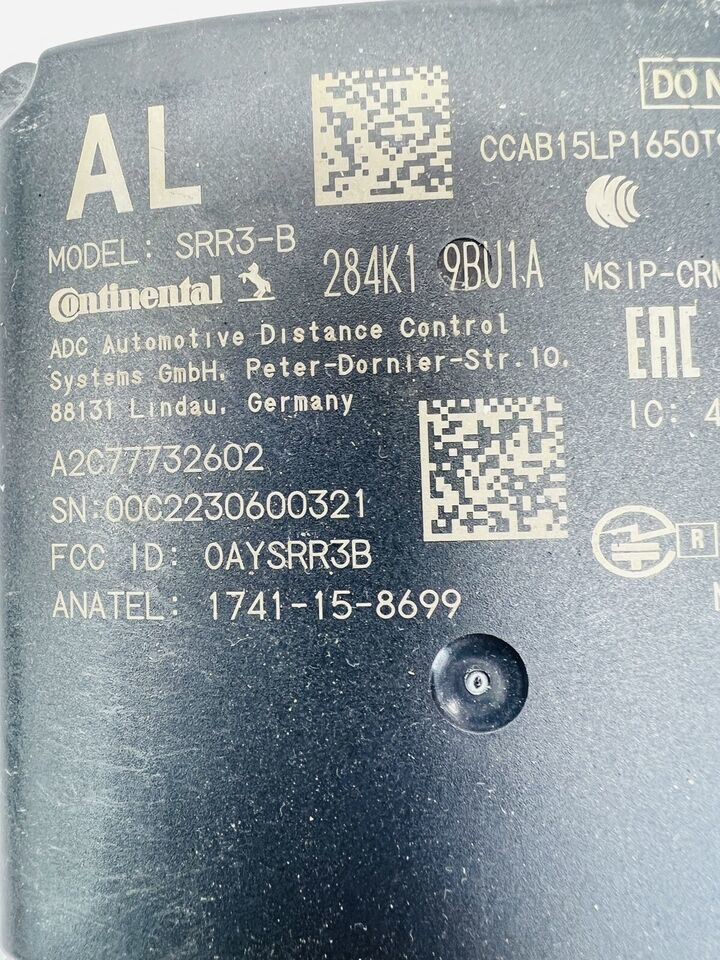 AL
DO N
CCAB15LP1650T
MODEL: SRR3-B
Continental
284K1 9BU1A
MSIP-CRM
ADC Automotive Distance Control
Systems GmbH, Peter-Dornier-Str.10.
88131 Lindau, Germany
EAC
IC: 4
A2C77732602
SN:00C2230600321
FCC ID: OAYSRR3B
R
ANATEL: 1741-15-8699